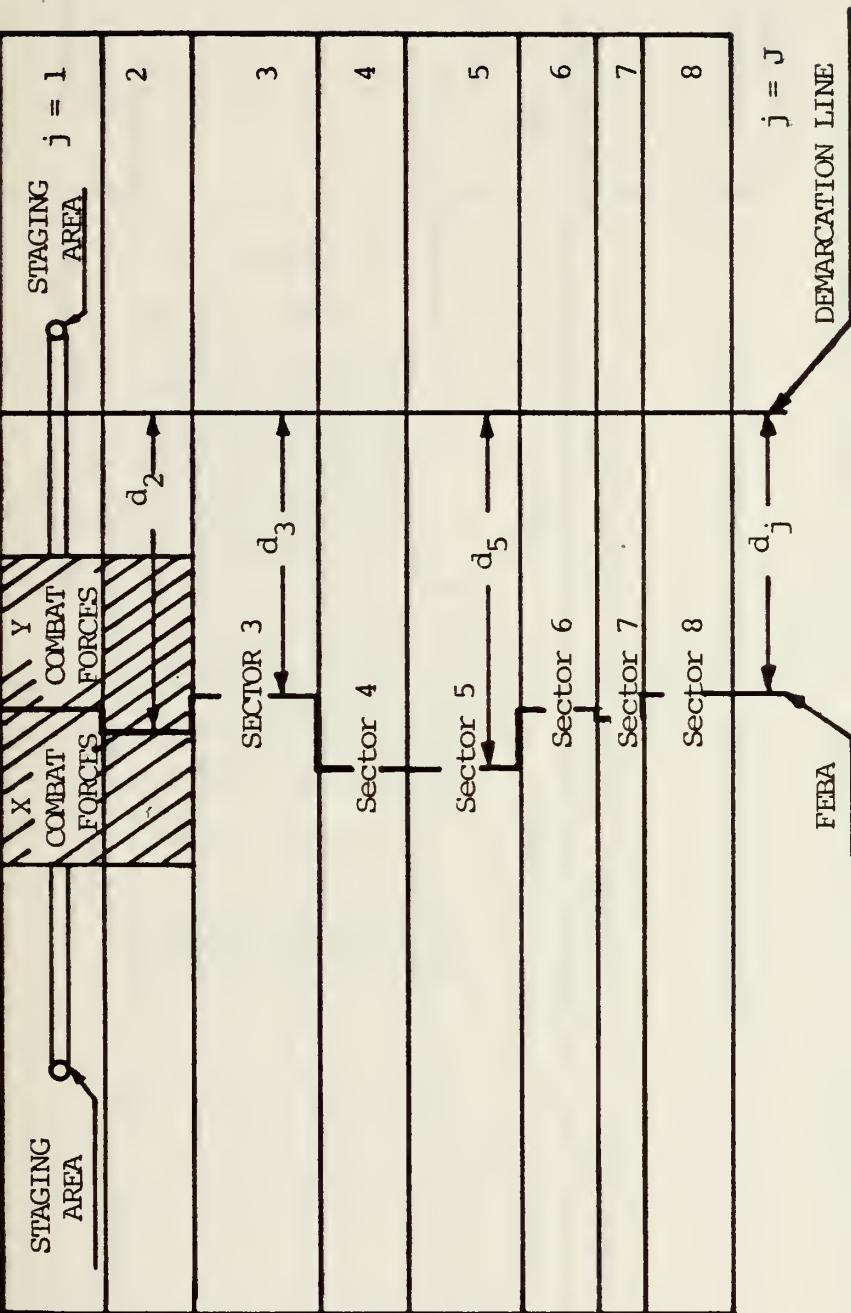 STAGING
AREA
X
COMBAT
FORCES
Y
COMBAT
FORCES
STAGING
AREA
j = 1
d2
2
SECTOR 3
d3
3
Sector 4
4
Sector 5
d5
5
Sector 6
6
Sector 7
7
Sector 8
8
dj
j = J
FEBA
DEMARCATION LINE